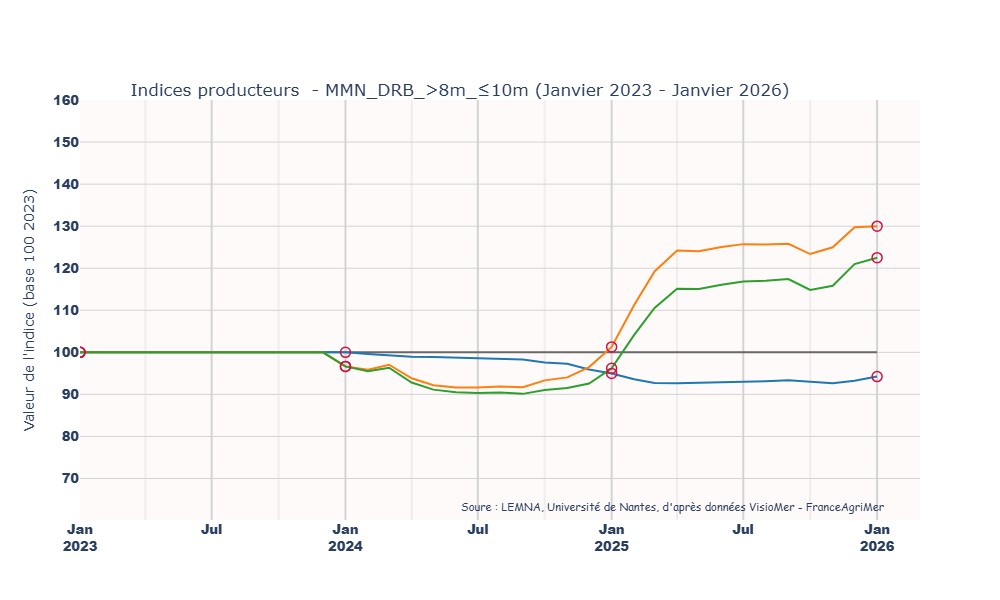 Indices producteurs  - MMN_DRB_>8m_≤10m (Janvier 2023 - Janvier 2026)
Valeur de l'indice (base 100 2023)
160
150
140
130
120
110
100
90
80
70
Soure : LEMNA, Université de Nantes, d'après données VisioMer - FranceAgriMer
Jan Jul Jan Jul Jan Jul Jan
2023 2024 2025 2026